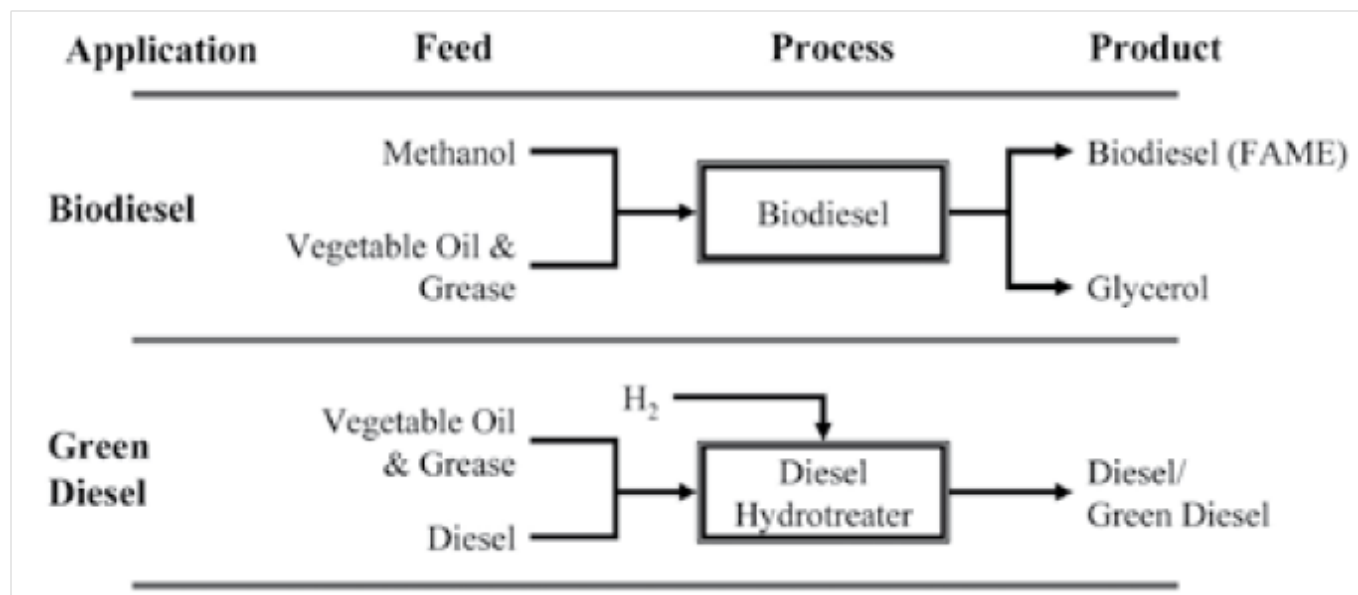 Application Feed Process Product
Methanol
Biodiesel (FAME)
Biodiesel
Biodiesel
Vegetable Oil &
Grease
Glycerol
H₂
Vegetable Oil
& Grease
Green
Diesel
Diesel
Hydrotreater
Diesel/
Green Diesel
Diesel